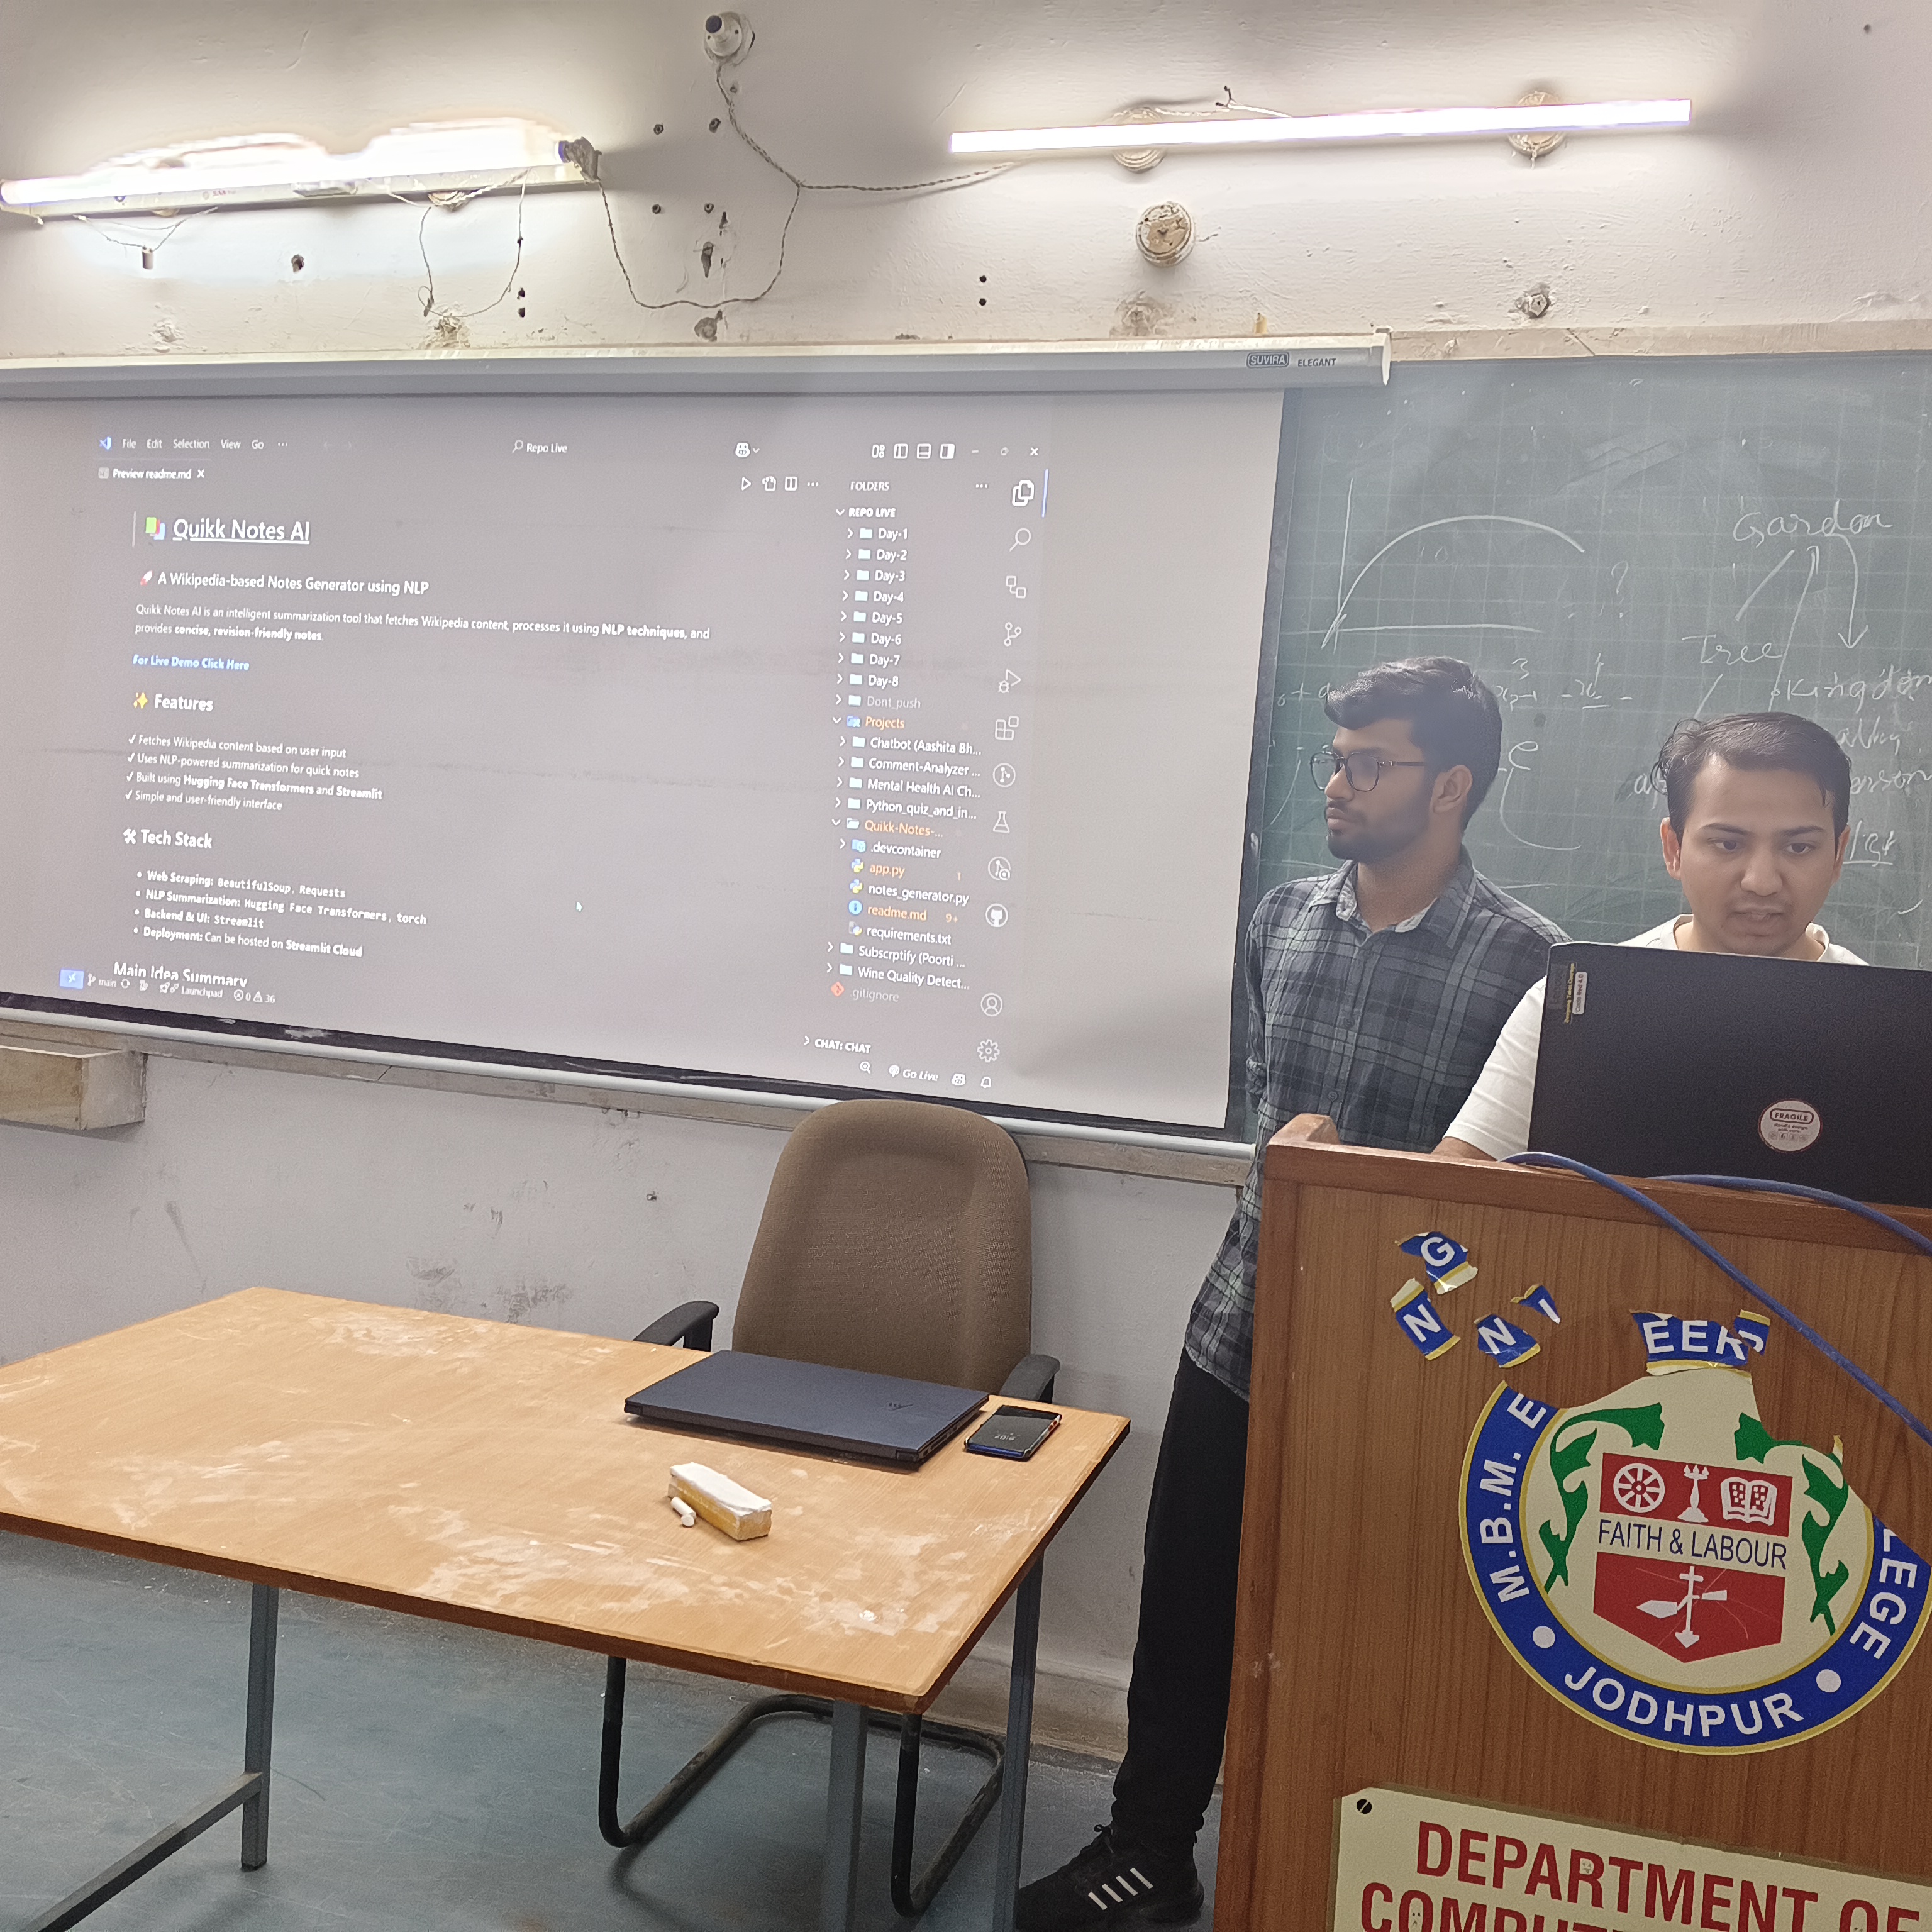 SUVIRA ELEGANT
File Edit Selection View Go ...
Repo Live
Preview readme.md
Quikk Notes AI
A Wikipedia-based Notes Generator using NLP
Quikk Notes AI is an intelligent summarization tool that fetches Wikipedia content, processes it using NLP techniques, and
provides concise, revision-friendly notes.
For Live Demo Click Here
Features
✓ Fetches Wikipedia content based on user input
✓ Uses NLP-powered summarization for quick notes
✓ Built using Hugging Face Transformers and Streamlit
✓ Simple and user-friendly interface
Tech Stack
• Web Scraping: BeautifulSoup, Requests
• NLP Summarization: Hugging Face Transformers, torch
• Backend & UI: Streamlit
• Deployment: Can be hosted on Streamlit Cloud
Main Idea Summary
main Launchpad 0 36
FOLDERS
REPO LIVE
Day-1
Day-2
Day-3
Day-4
Day-5
Day-6
Day-7
Day-8
Dont_push
Projects
Chatbot (Aashita Bh...
Comment-Analyzer ...
Mental Health AI Ch...
Python_quiz_and_in...
Quikk-Notes-...
.devcontainer
app.py 1
notes_generator.py
readme.md 9+
requirements.txt
Subscrptify (Poorti ...
Wine Quality Detect...
.gitignore
CHAT: CHAT
Go Live
Garden
?
Tree
Kingdom
FRAGILE
G
N N I
EER
M.B.M. E LEGE
FAITH & LABOUR
JODHPUR
DEPARTMENT OF